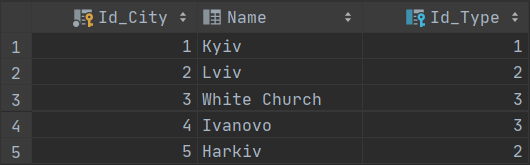 Id_City Name Id_Type
1 1 Kyiv 1
2 2 Lviv 2
3 3 White Church 3
4 4 Ivanovo 3
5 5 Harkiv 2